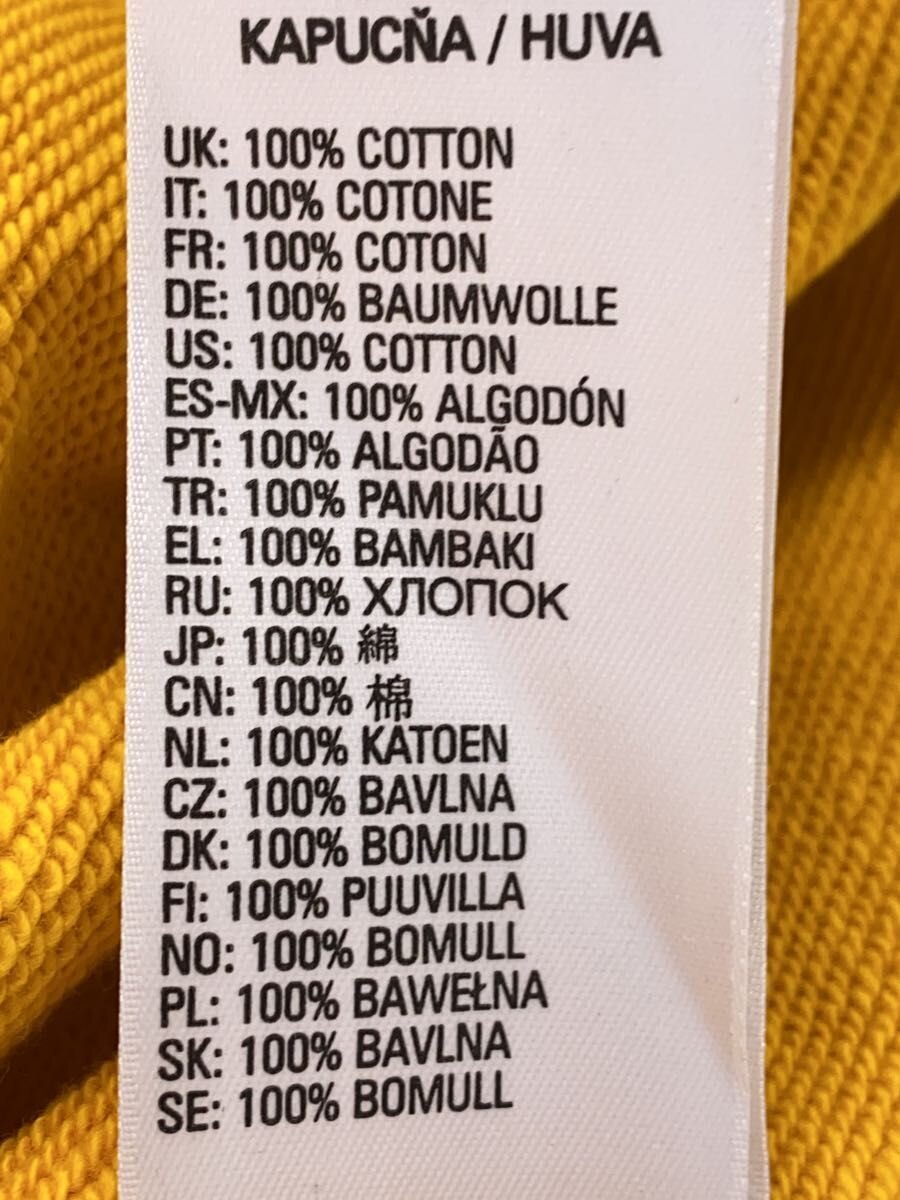 KAPUCŇA / HUVA
UK: 100% COTTON
IT: 100% COTONE
FR: 100% COTON
DE: 100% BAUMWOLLE
US: 100% COTTON
ES-MX: 100% ALGODÓN
PT: 100% ALGODÃO
TR: 100% PAMUKLU
EL: 100% BAMBAKI
RU: 100% ХЛОПОК
JP: 100% 綿
CN: 100% 棉
NL: 100% KATOEN
CZ: 100% BAVLNA
DK: 100% BOMULD
FI: 100% PUUVILLA
NO: 100% BOMULL
PL: 100% BAWEŁNA
SK: 100% BAVLNA
SE: 100% BOMULL